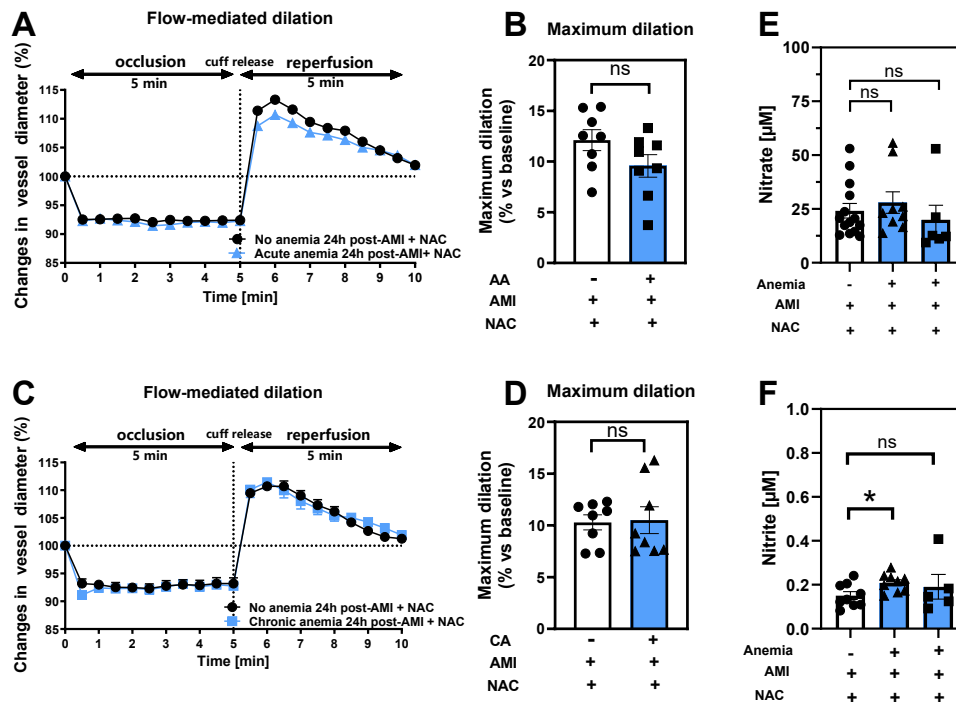 A
Flow-mediated dilation
occlusion
cuff release
reperfusion
5 min
5 min
Changes in vessel diameter (%)
115
110
105
100
95
90
85
No anemia 24h post-AMI + NAC
Acute anemia 24h post-AMI+ NAC
0 1 2 3 4 5 6 7 8 9 10
Time [min]
B
Maximum dilation
ns
Maximum dilation
(% vs baseline)
20
15
10
5
0
AA - +
AMI + +
NAC + +
E
ns
ns
Nitrate [µM]
100
75
50
25
0
Anemia - + +
AMI + + +
NAC + + +
C
Flow-mediated dilation
occlusion
cuff release
reperfusion
5 min
5 min
Changes in vessel diameter (%)
115
110
105
100
95
90
85
No anemia 24h post-AMI + NAC
Chronic anemia 24h post-AMI + NAC
0 1 2 3 4 5 6 7 8 9 10
Time [min]
D
Maximum dilation
ns
Maximum dilation
(% vs baseline)
20
15
10
5
0
CA - +
AMI + +
NAC + +
F
ns
*
Nitrite [µM]
1.0
0.8
0.6
0.4
0.2
0.0
Anemia - + +
AMI + + +
NAC + + +